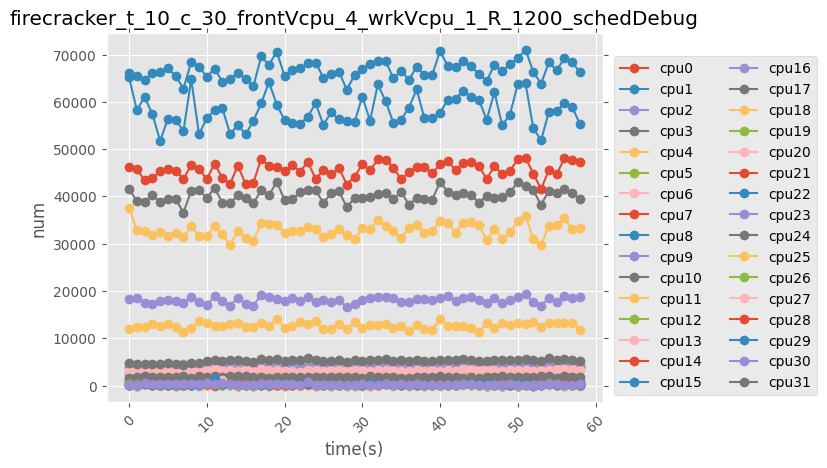 firecracker_t_10_c_30_frontVcpu_4_wrkVcpu_1_R_1200_schedDebug
num
70000
60000
50000
40000
30000
20000
10000
0
0
10
20
30
40
50
60
time(s)
cpu0
cpu1
cpu2
cpu3
cpu4
cpu5
cpu6
cpu7
cpu8
cpu9
cpu10
cpu11
cpu12
cpu13
cpu14
cpu15
cpu16
cpu17
cpu18
cpu19
cpu20
cpu21
cpu22
cpu23
cpu24
cpu25
cpu26
cpu27
cpu28
cpu29
cpu30
cpu31